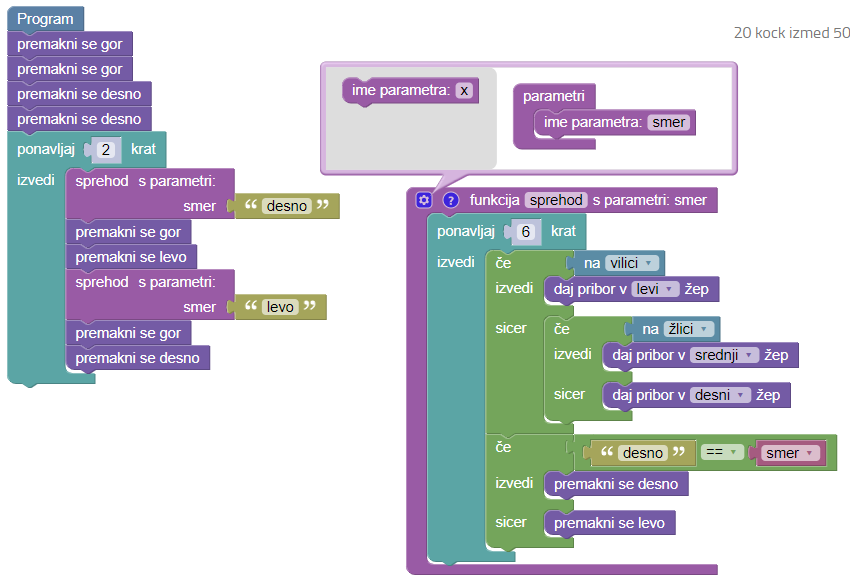 20 kock izmed 50
Program
premakni se gor
premakni se gor
premakni se desno
premakni se desno
ponavljaj 2 krat
izvedi
sprehod s parametri:
smer “ desno ”
premakni se gor
premakni se levo
sprehod s parametri:
smer “ levo ”
premakni se gor
premakni se desno
ime parametra: x
parametri
ime parametra: smer
? funkcija sprehod s parametri: smer
ponavljaj 6 krat
izvedi
če na vilici
izvedi daj pribor v levi žep
sicer če na žlici
izvedi daj pribor v srednji žep
sicer daj pribor v desni žep
če “ desno ” == smer
izvedi premakni se desno
sicer premakni se levo